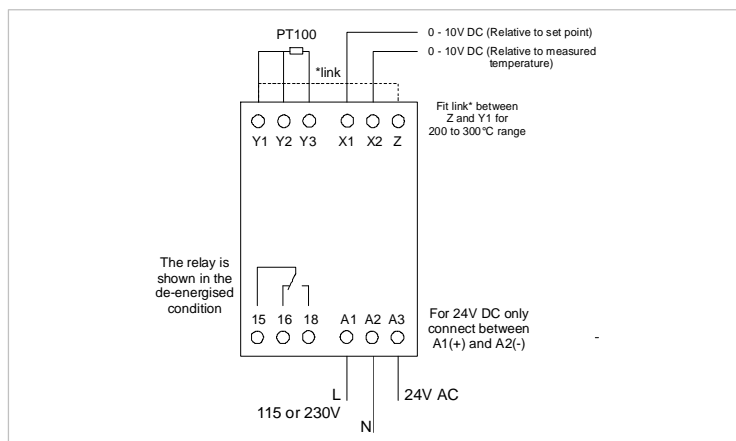 PT100
0 - 10V DC (Relative to set point)
0 - 10V DC (Relative to measured
temperature)
*link
Fit link* between
Z and Y1 for
200 to 300°C range
Y1 Y2 Y3 X1 X2 Z
The relay is
shown in the
de-energised
condition
15 16 18 A1 A2 A3
For 24V DC only
connect between
A1(+) and A2(-)
-
L
24V AC
115 or 230V
N